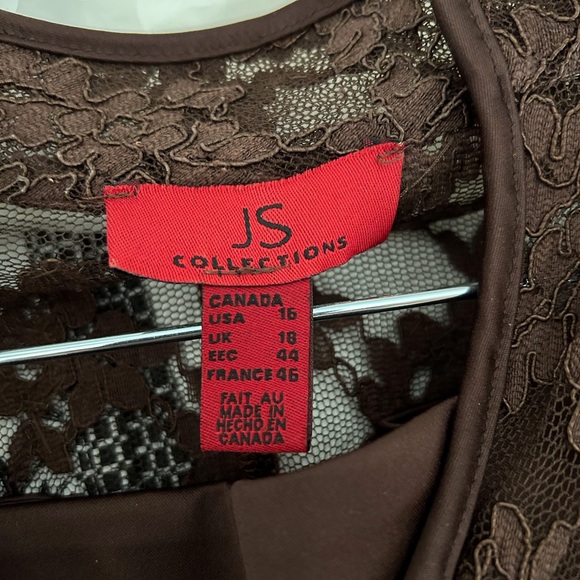 JS
COLLECTIONS
CANADA
USA 16
UK 18
EEC 44
FRANCE 46
FAIT AU
MADE IN
HECHO EN
CANADA